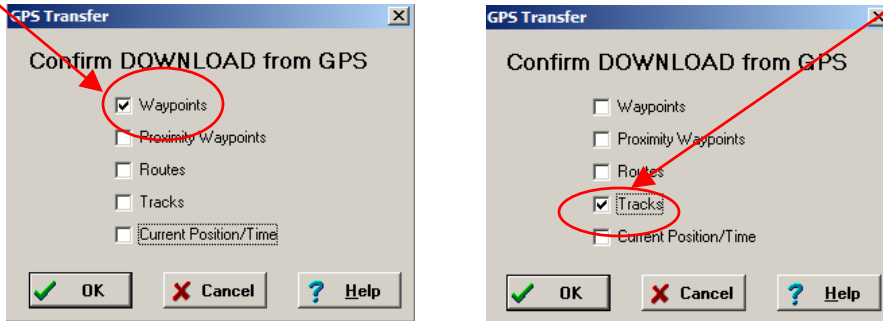 GPS Transfer
Confirm DOWNLOAD from GPS
Waypoints
Proximity Waypoints
Routes
Tracks
Current Position/Time
OK
Cancel
Help
GPS Transfer
Confirm DOWNLOAD from GPS
Waypoints
Proximity Waypoints
Routes
Tracks
Current Position/Time
OK
Cancel
Help